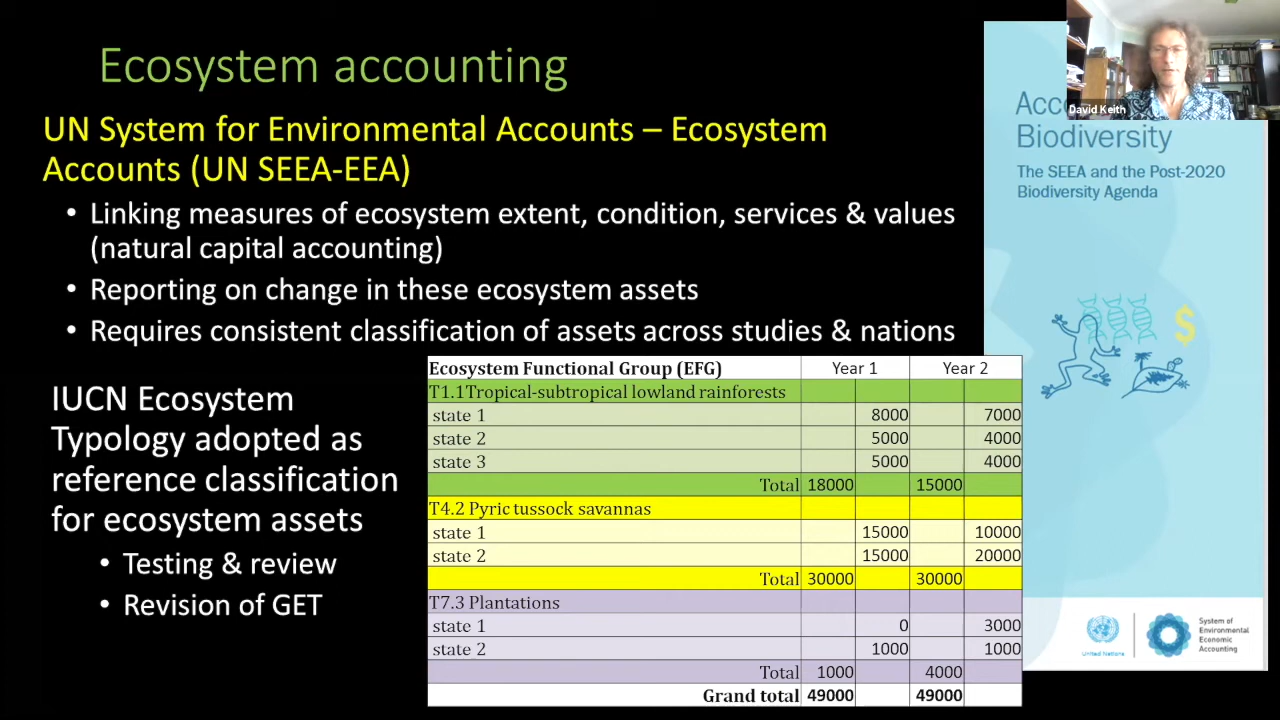 Ecosystem accounting
UN System for Environmental Accounts – Ecosystem
Accounts (UN SEEA-EEA)
• Linking measures of ecosystem extent, condition, services & values
(natural capital accounting)
• Reporting on change in these ecosystem assets
• Requires consistent classification of assets across studies & nations
IUCN Ecosystem
Typology adopted as
reference classification
for ecosystem assets
• Testing & review
• Revision of GET
Ecosystem Functional Group (EFG) Year 1 Year 2
T1.1Tropical-subtropical lowland rainforests
state 1 8000 7000
state 2 5000 4000
state 3 5000 4000
Total 18000 15000
T4.2 Pyric tussock savannas
state 1 15000 10000
state 2 15000 20000
Total 30000 30000
T7.3 Plantations
state 1 0 3000
state 2 1000 1000
Total 1000 4000
Grand total 49000 49000
David Keith
Biodiversity
The SEEA and the Post-2020
Biodiversity Agenda
$
United Nations
System of
Environmental
Economic
Accounting